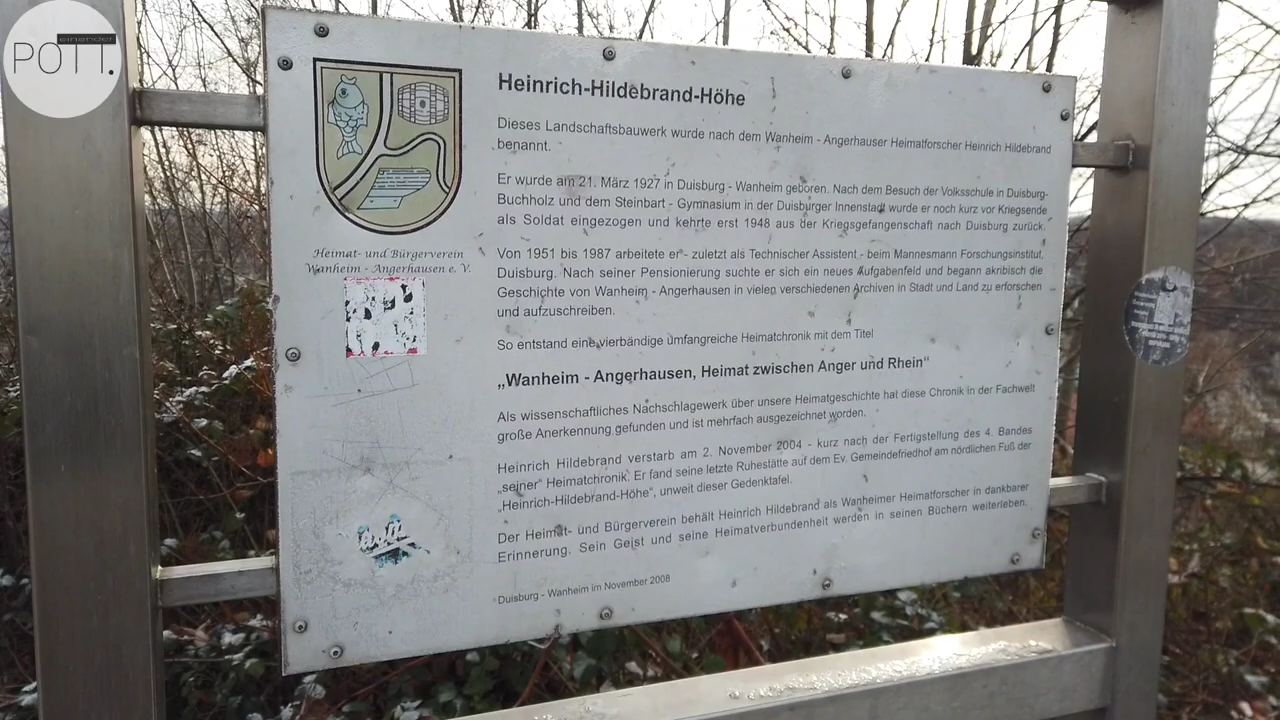 einander
POTT.
Heinrich-Hildebrand-Höhe
Dieses Landschaftsbauwerk wurde nach dem Wanheim - Angerhauser Heimatforscher Heinrich Hildebrand
benannt.
Er wurde am 21. März 1927 in Duisburg - Wanheim geboren. Nach dem Besuch der Volksschule in Duisburg-
Buchholz und dem Steinbart - Gymnasium in der Duisburger Innenstadt wurde er noch kurz vor Kriegsende
als Soldat eingezogen und kehrte erst 1948 aus der Kriegsgefangenschaft nach Duisburg zurück.
Von 1951 bis 1987 arbeitete er - zuletzt als Technischer Assistent - beim Mannesmann Forschungsinstitut,
Duisburg. Nach seiner Pensionierung suchte er sich ein neues Aufgabenfeld und begann akribisch die
Geschichte von Wanheim - Angerhausen in vielen verschiedenen Archiven in Stadt und Land zu erforschen
und aufzuschreiben.
So entstand eine vierbändige umfangreiche Heimatchronik mit dem Titel
„Wanheim - Angerhausen, Heimat zwischen Anger und Rhein“
Als wissenschaftliches Nachschlagewerk über unsere Heimatgeschichte hat diese Chronik in der Fachwelt
große Anerkennung gefunden und ist mehrfach ausgezeichnet worden.
Heinrich Hildebrand verstarb am 2. November 2004 - kurz nach der Fertigstellung des 4. Bandes
„seiner“ Heimatchronik. Er fand seine letzte Ruhestätte auf dem Ev. Gemeindefriedhof am nördlichen Fuß der
„Heinrich-Hildebrand-Höhe“, unweit dieser Gedenktafel.
Der Heimat- und Bürgerverein behält Heinrich Hildebrand als Wanheimer Heimatforscher in dankbarer
Erinnerung. Sein Geist und seine Heimatverbundenheit werden in seinen Büchern weiterleben.
Duisburg - Wanheim im November 2008
Heimat- und Bürgerverein
Wanheim - Angerhausen e. V.